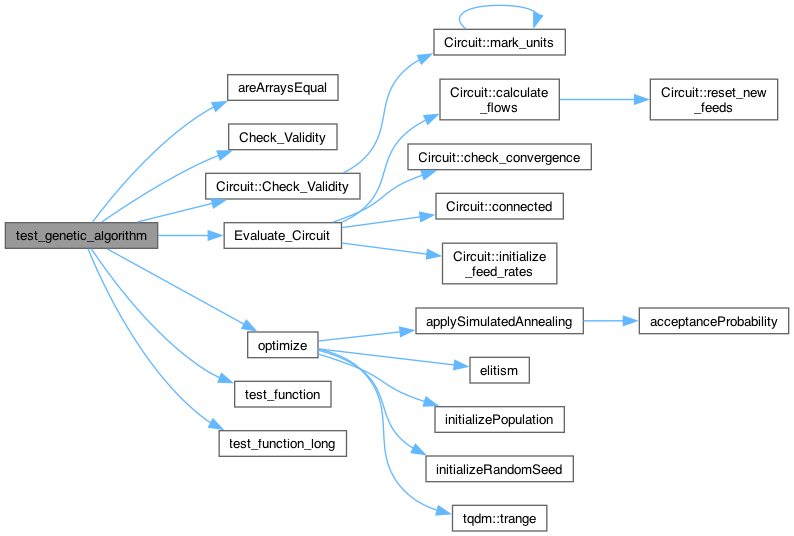 test_genetic_algorithm
areArraysEqual
Check_Validity
Circuit::Check_Validity
Circuit::mark_units
Evaluate_Circuit
Circuit::calculate
_flows
Circuit::reset_new
_feeds
Circuit::check_convergence
Circuit::connected
Circuit::initialize
_feed_rates
optimize
applySimulatedAnnealing
acceptanceProbability
elitism
initializePopulation
initializeRandomSeed
tqdm::trange
test_function
test_function_long